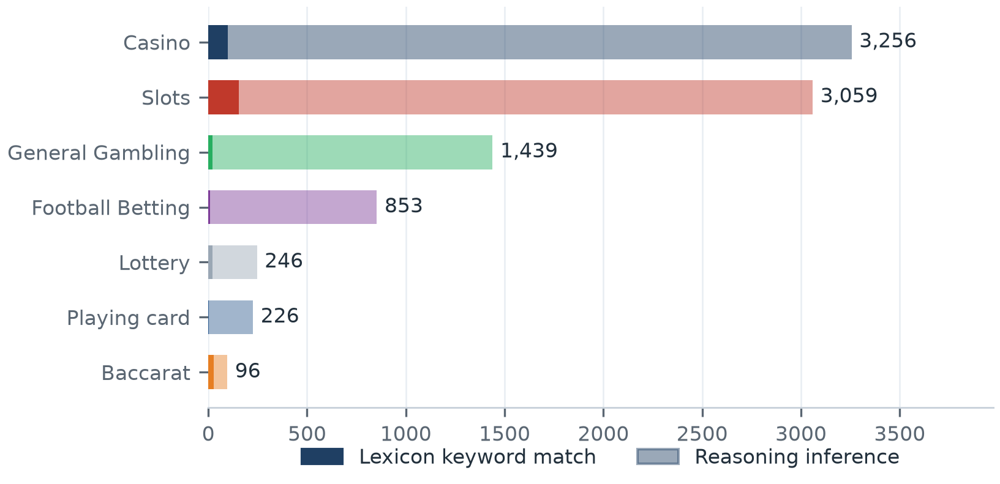 Casino 3,256
Slots 3,059
General Gambling 1,439
Football Betting 853
Lottery 246
Playing card 226
Baccarat 96
0 500 1000 1500 2000 2500 3000 3500
Lexicon keyword match Reasoning inference